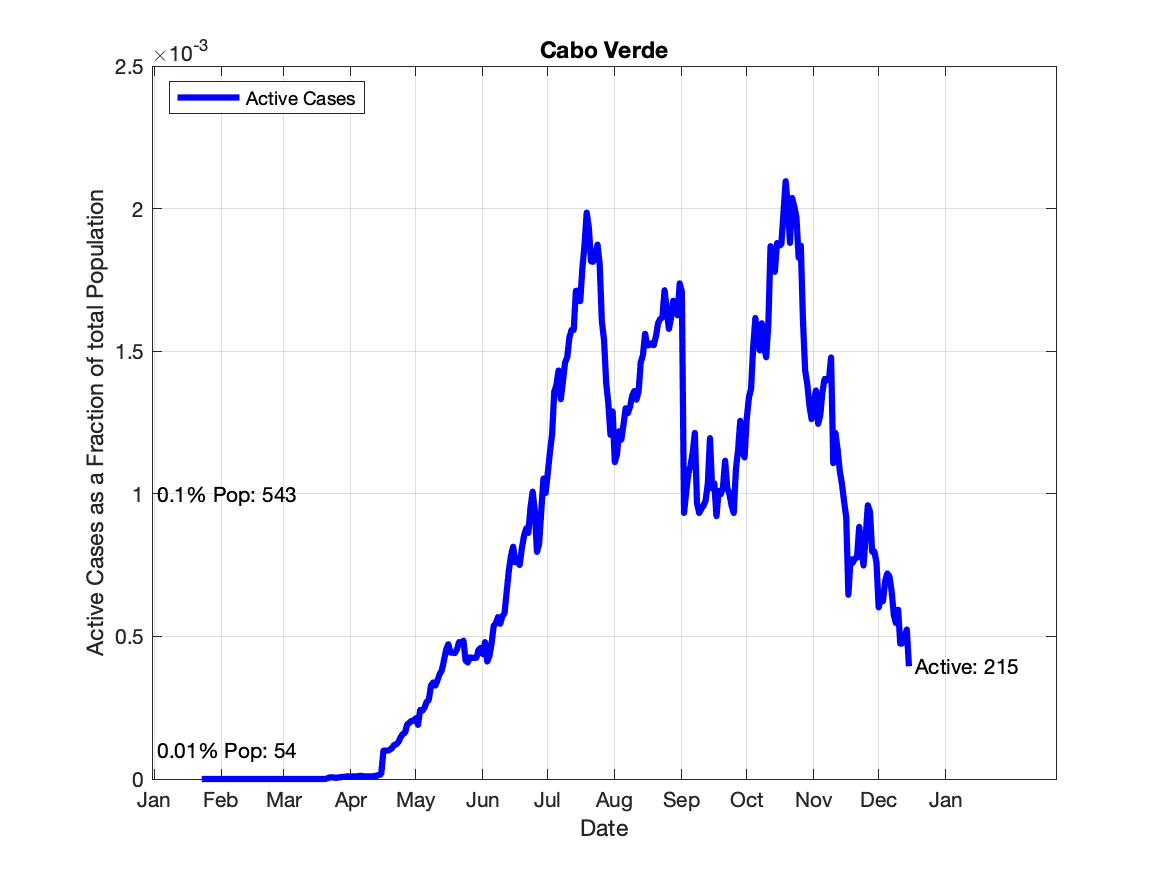 ×10-3
Cabo Verde
Active Cases
2.5
2
1.5
1
0.5
0
0.1% Pop: 543
0.01% Pop: 54
Active: 215
Active Cases as a Fraction of total Population
Jan Feb Mar Apr May Jun Jul Aug Sep Oct Nov Dec Jan
Date